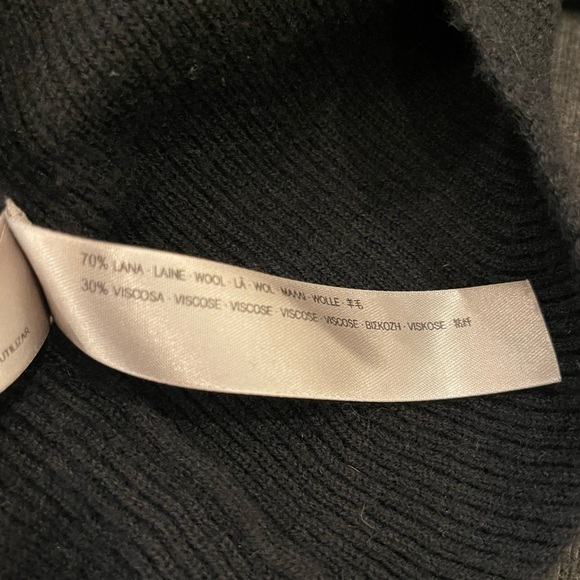 70% LANA · LAINE · WOOL · LÃ · WOL · ΜΑΛΛΙ · WOLLE · 羊毛
30% VISCOSA · VISCOSE · VISCOSE · VISCOSE · VISCOSE · ΒΙΣΚΟΖΗ · VISKOSE · 粘纤
UTILIZAR